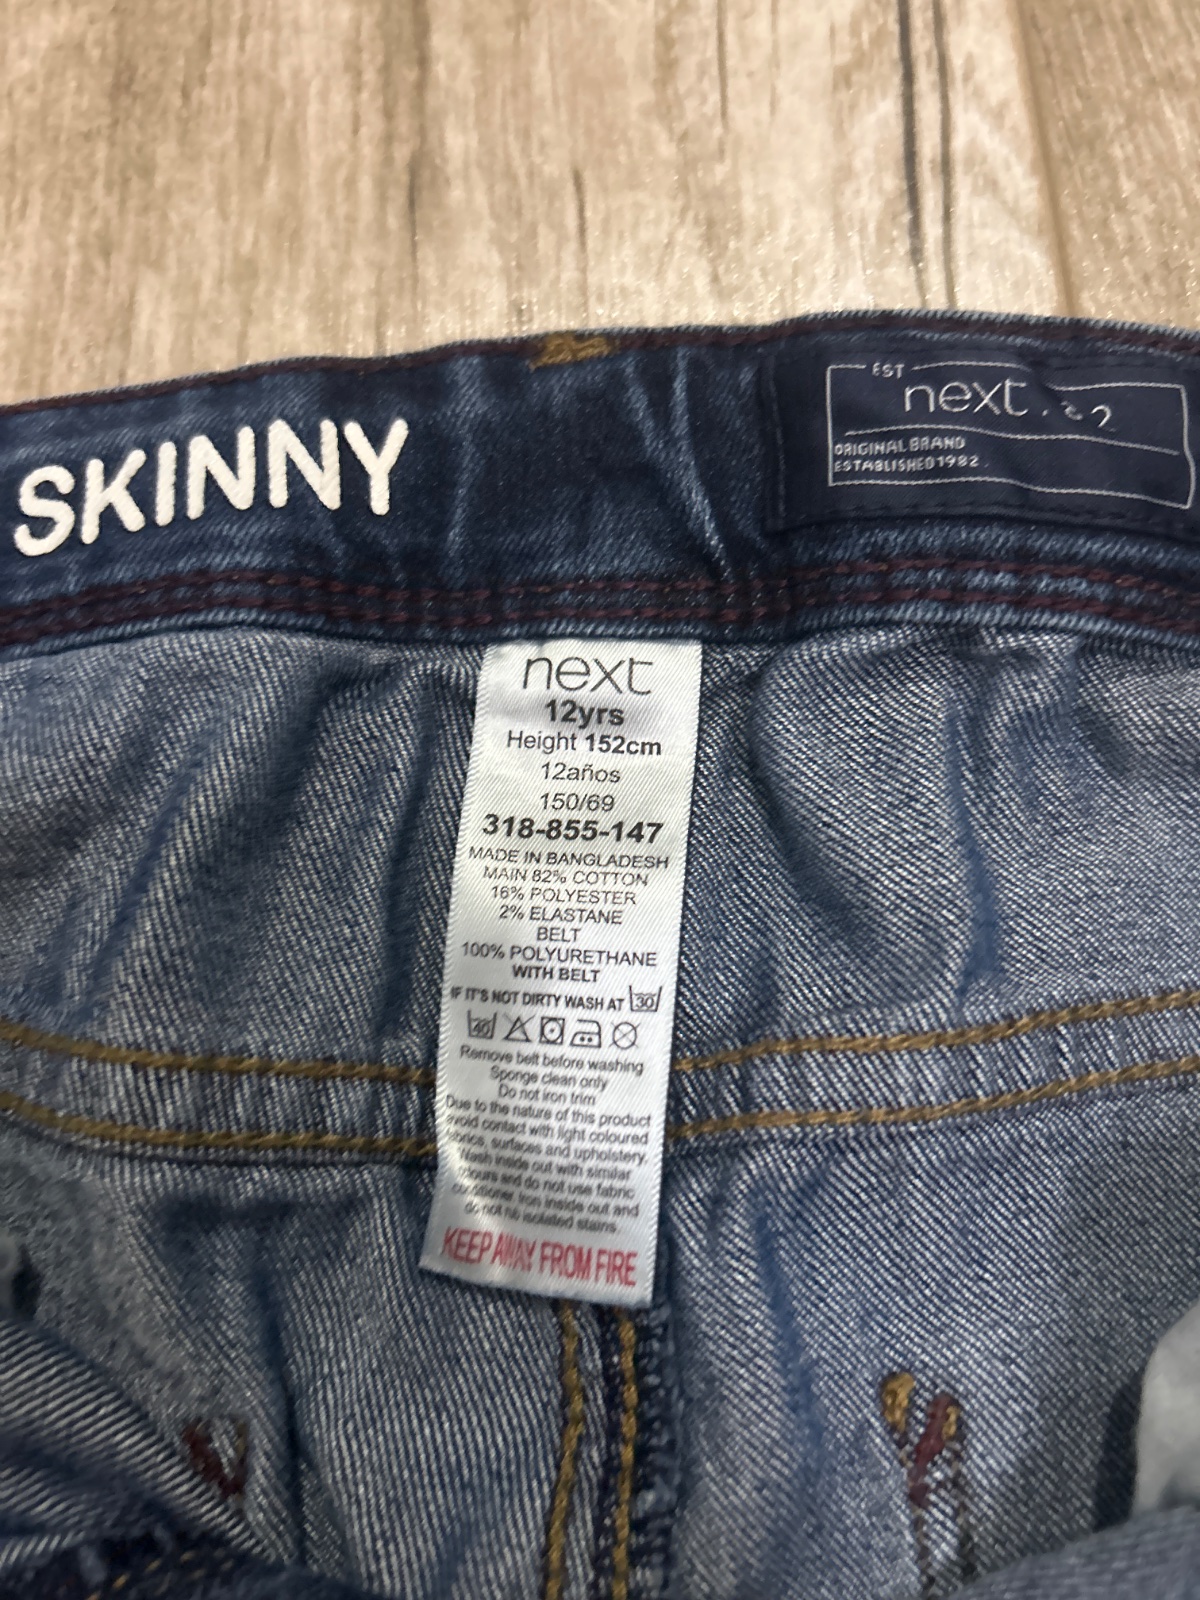 SKINNY
EST
next
ORIGINAL BRAND
ESTABLISHED 1982
next
12yrs
Height 152cm
12años
150/69
318-855-147
MADE IN BANGLADESH
MAIN 82% COTTON
16% POLYESTER
2% ELASTANE
BELT
100% POLYURETHANE
WITH BELT
IF IT'S NOT DIRTY WASH AT 30
40
Remove belt before washing
Sponge clean only
Do not iron trim
Due to the nature of this product
avoid contact with light coloured
fabrics, surfaces and upholstery.
Wash inside out with similar
colours and do not use fabric
conditioner. Iron inside out and
do not rub isolated stains.
KEEP AWAY FROM FIRE